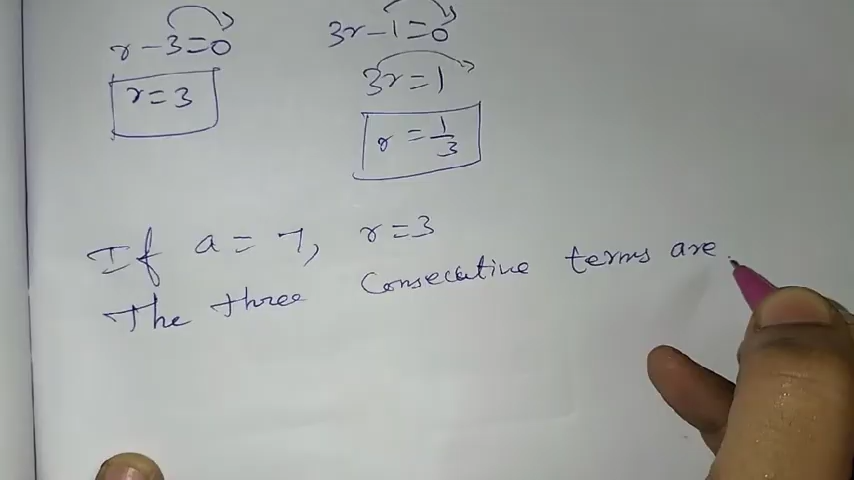 r - 3 = 0
3r - 1 = 0
3r = 1
r = 3
r = 1/3
If a = 7, r = 3
The three consecutive terms are.